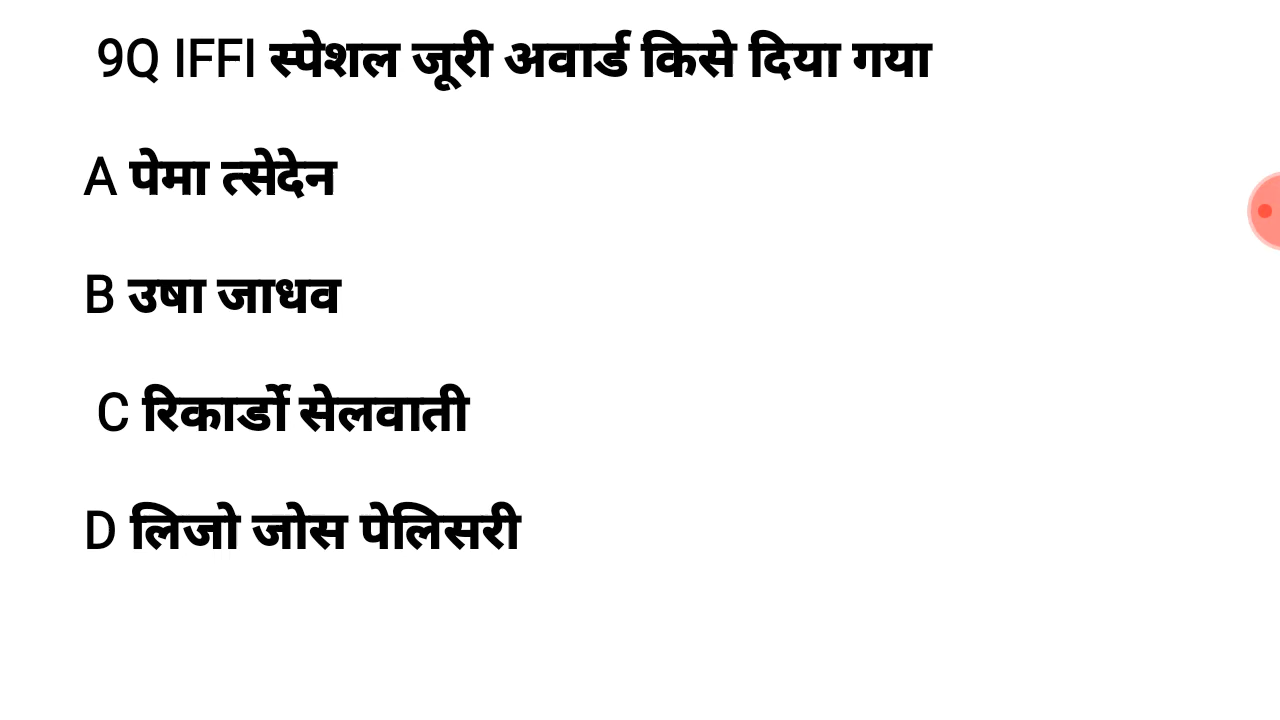 9Q IFFI स्पेशल जूरी अवार्ड किसे दिया गया
A पेमा त्सेदेन
B उषा जाधव
C रिकार्डो सेलवाती
D लिजो जोस पेलिसरी